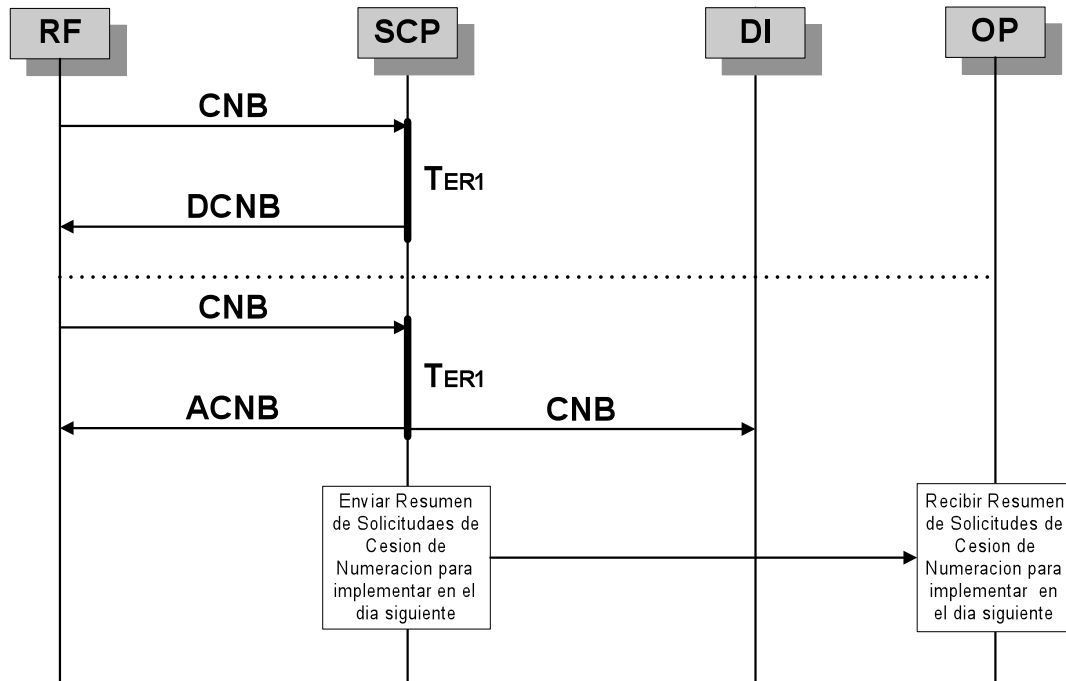 RF
SCP
DI
OP
CNB
TER1
DCNB
CNB
TER1
ACNB
CNB
Enviar Resumen
de Solicitudaes de
Cesion de
Numeracion para
implementar en el
dia siguiente
Recibir Resumen
de Solicitudes de
Cesion de
Numeracion para
implementar en
el dia siguiente